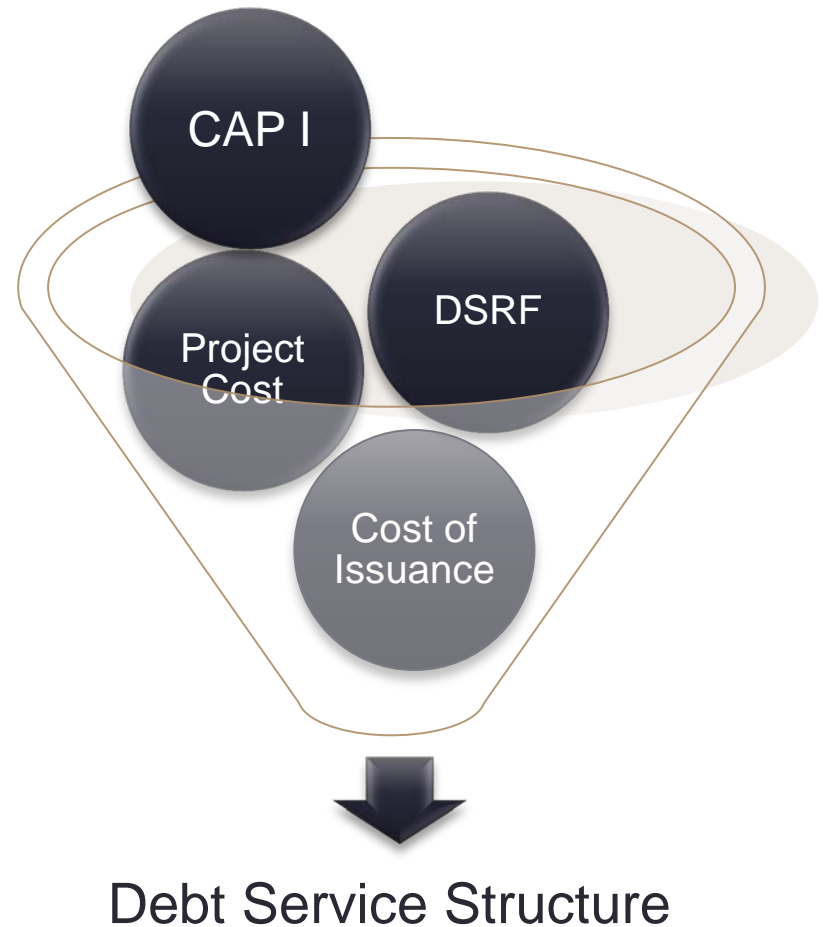 CAP I
DSRF
Project
Cost
Cost of
Issuance
Debt Service Structure